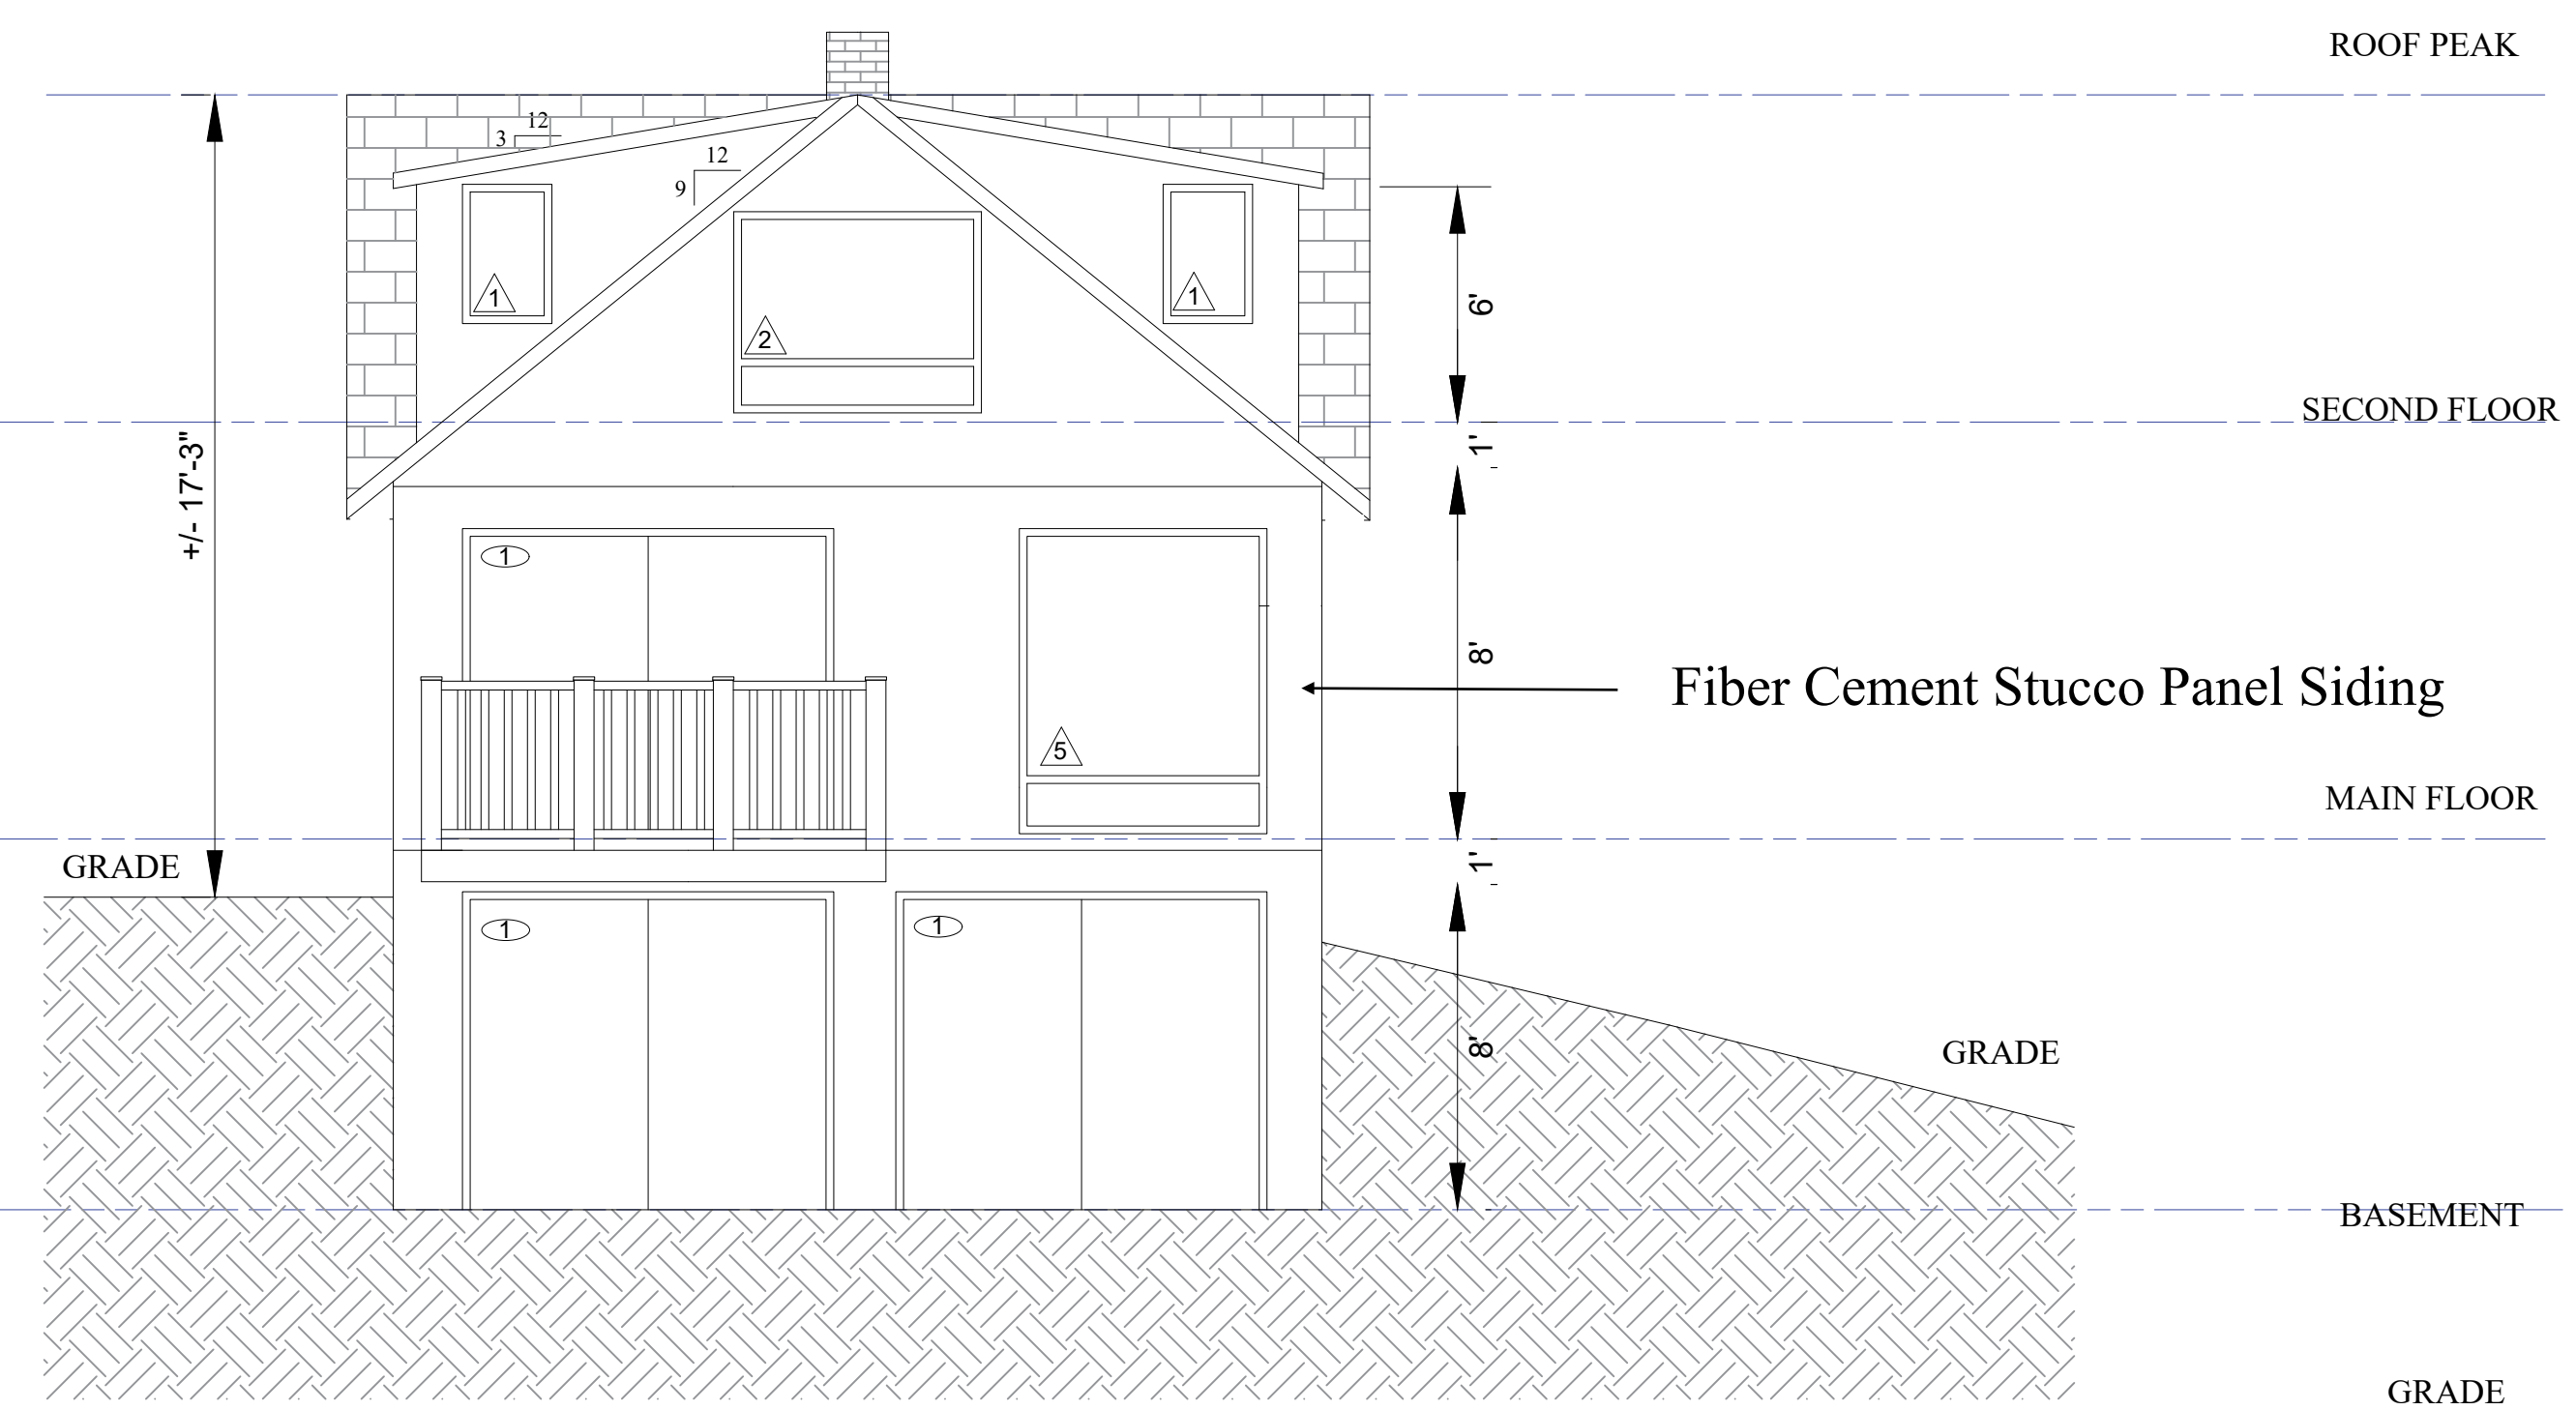 ROOF PEAK
12
3
12
9
1
1
2
6'
SECOND FLOOR
1'
+/- 17'-3"
1
8'
Fiber Cement Stucco Panel Siding
5
MAIN FLOOR
1'
GRADE
1
1
8'
GRADE
BASEMENT
GRADE